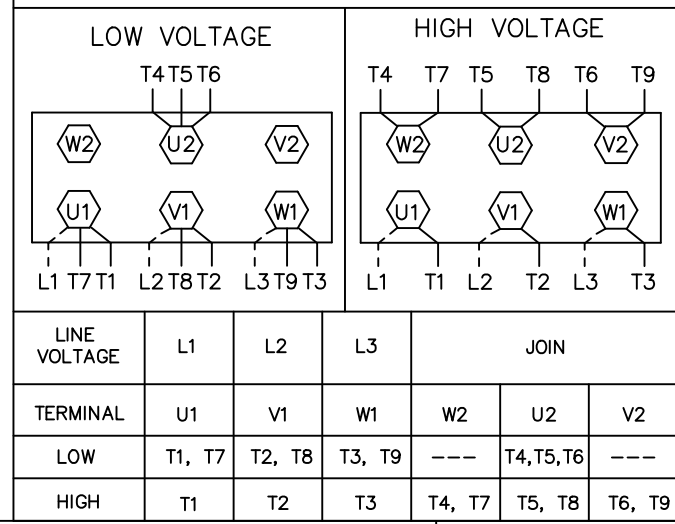 LOW VOLTAGE
T4 T5 T6
W2 U2 V2
U1 V1 W1
L1 T7 T1 L2 T8 T2 L3 T9 T3
HIGH VOLTAGE
T4 T7 T5 T8 T6 T9
W2 U2 V2
U1 V1 W1
L1 T1 L2 T2 L3 T3
LINE
VOLTAGE L1 L2 L3 JOIN
TERMINAL U1 V1 W1 W2 U2 V2
LOW T1, T7 T2, T8 T3, T9 --- T4,T5,T6 ---
HIGH T1 T2 T3 T4, T7 T5, T8 T6, T9